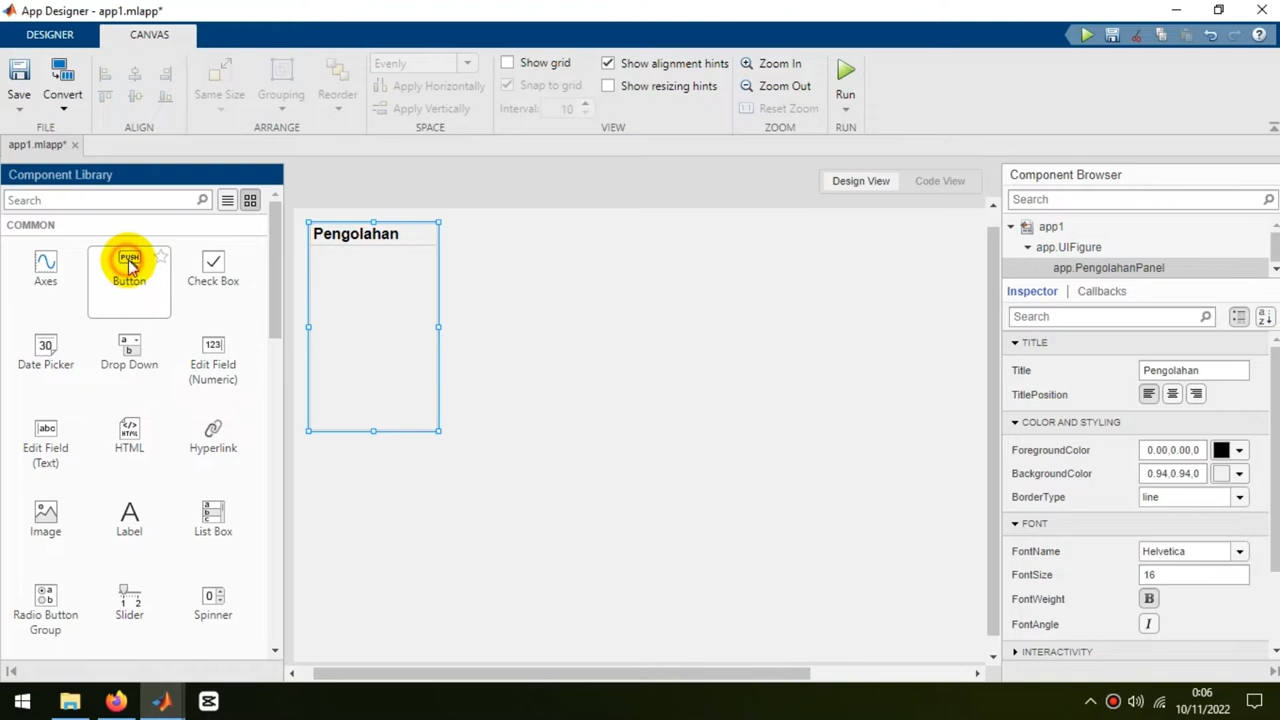 App Designer - app1.mlapp*
DESIGNER
CANVAS
Save
Convert
FILE
ALIGN
Same Size
Grouping
Reorder
ARRANGE
Evenly
Apply Horizontally
Apply Vertically
SPACE
Show grid
Snap to grid
Interval: 10
Show alignment hints
Show resizing hints
VIEW
Zoom In
Zoom Out
Reset Zoom
ZOOM
Run
RUN
app1.mlapp*
Component Library
Search
COMMON
Axes
PUSH
Button
Check Box
30
Date Picker
a
b
Drop Down
123
Edit Field
(Numeric)
abc
Edit Field
(Text)
</>
HTML
Hyperlink
Image
A
Label
a
b
c
List Box
a
b
Radio Button
Group
1 2
Slider
0
Spinner
Design View
Code View
Pengolahan
Component Browser
Search
app1
app.UIFigure
app.PengolahanPanel
Inspector | Callbacks
Search
TITLE
Title Pengolahan
TitlePosition
COLOR AND STYLING
ForegroundColor 0.00,0.00,0
BackgroundColor 0.94,0.94,0
BorderType line
FONT
FontName Helvetica
FontSize 16
FontWeight B
FontAngle I
INTERACTIVITY
0:06
10/11/2022